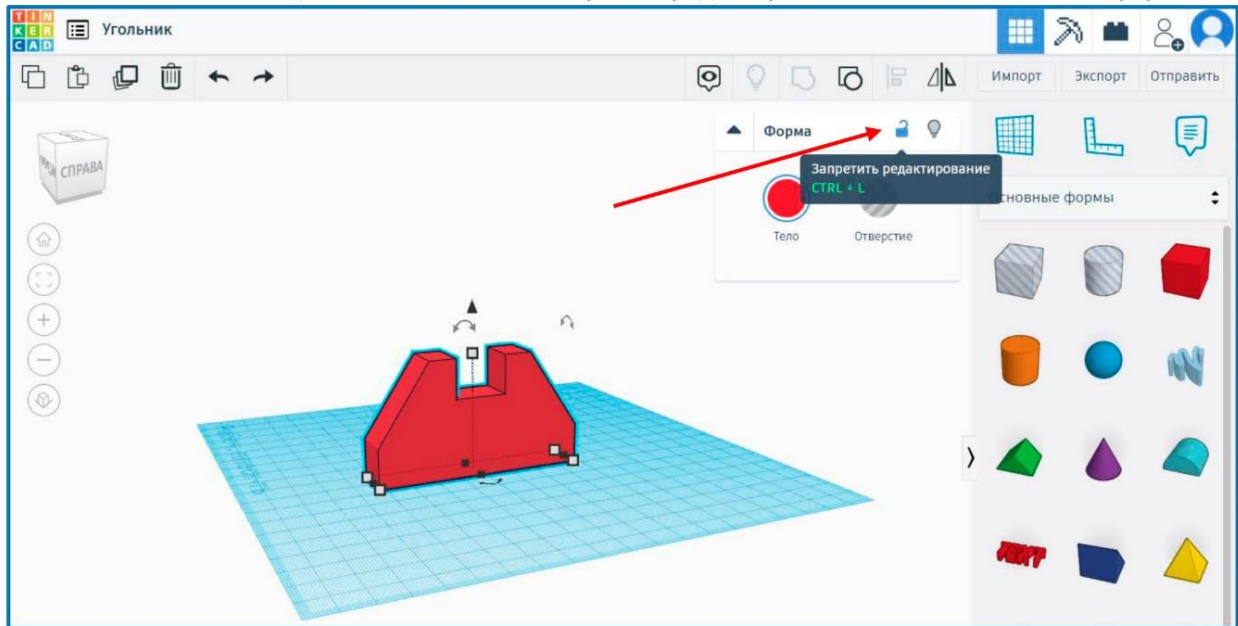 TIN
KER
CAD
Угольник
Импорт
Экспорт
Отправить
СПРАВА
Форма
Запретить редактирование
CTRL + L
Тело
Отверстие
сновные формы